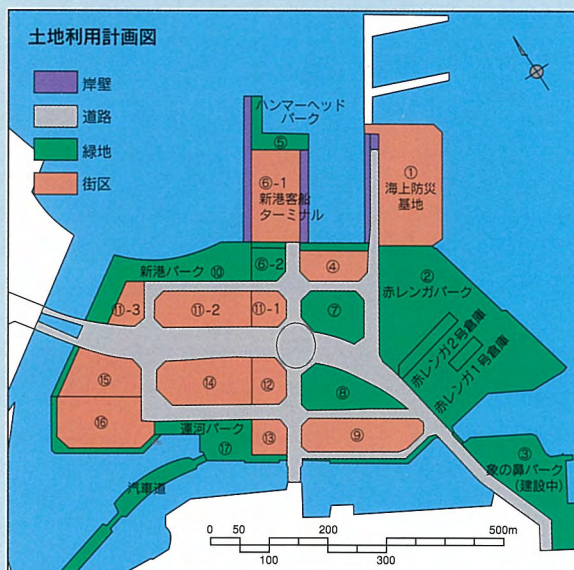 土地利用計画図
岸壁
道路
緑地
街区
ハンマーヘッド
パーク
⑤
⑥-1
新港客船
ターミナル
①
海上防災
基地
新港パーク ⑩
⑥-2
④
②
赤レンガパーク
⑪-3
⑪-2
⑪-1
⑦
赤レンガ2号倉庫
赤レンガ1号倉庫
⑮
⑭
⑫
⑧
⑯
運河パーク
⑰
⑬
⑨
③
象の鼻パーク
(建設中)
汽車道
0 50 200 500m
100 300